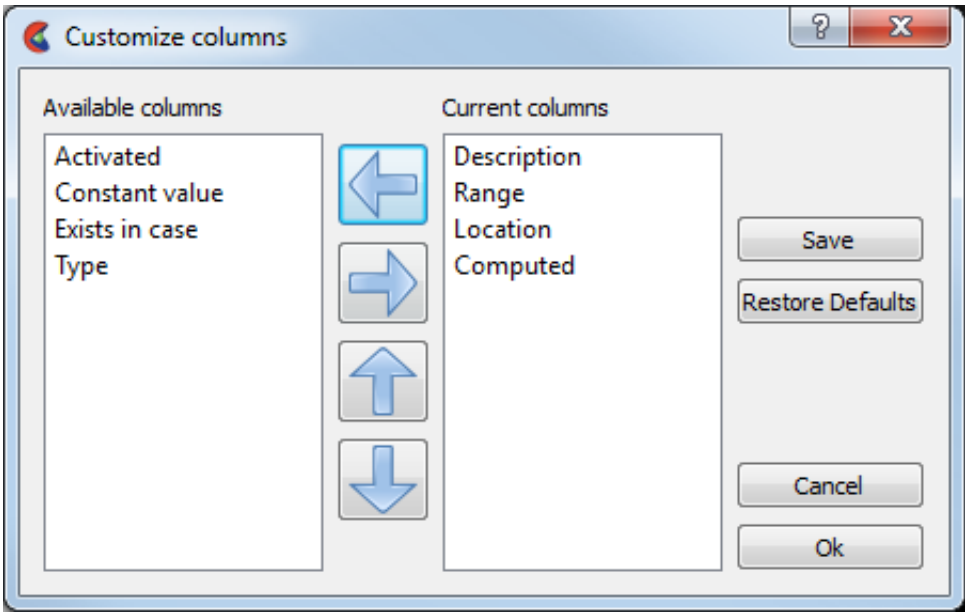 Customize columns
?
Available columns
Activated
Constant value
Exists in case
Type
Current columns
Description
Range
Location
Computed
Save
Restore Defaults
Cancel
Ok